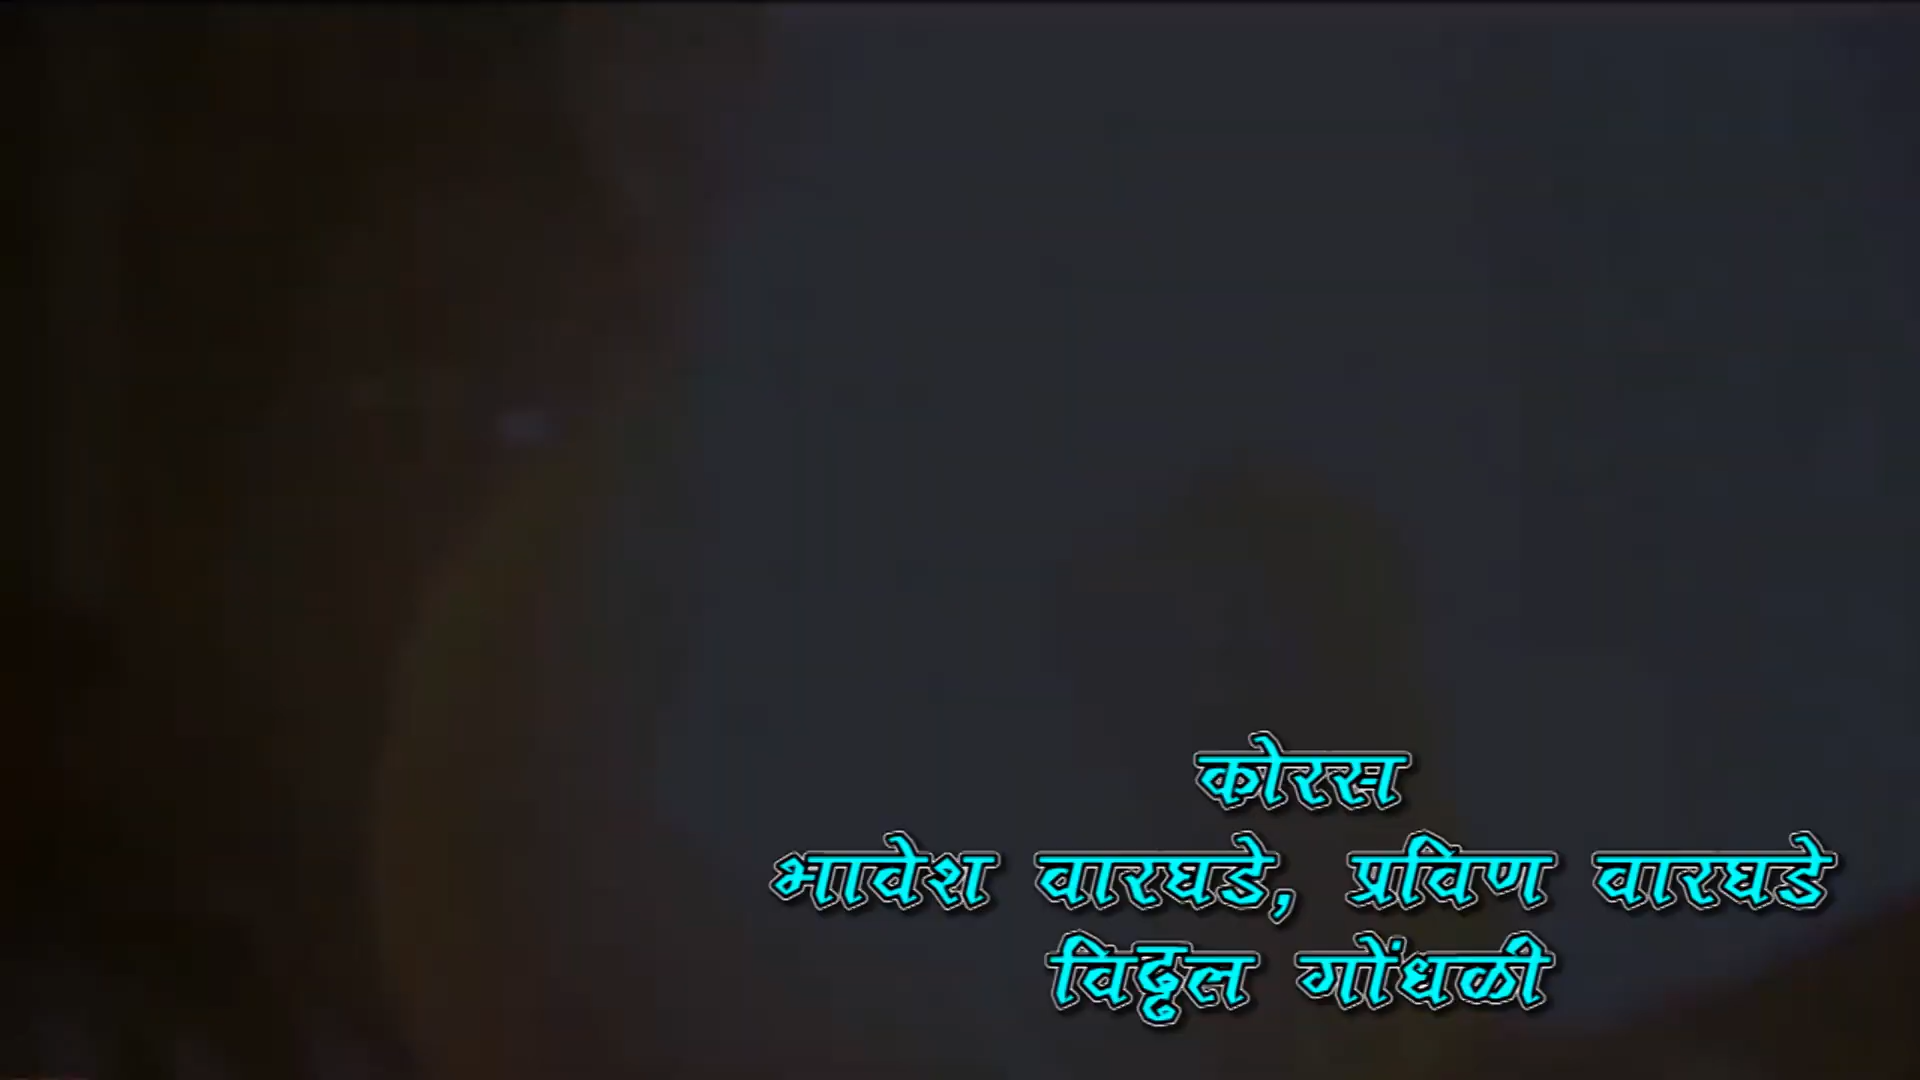 कोरस
भावेश वारघडे, प्रविण वारघडे
विठ्ठल गोंधळी